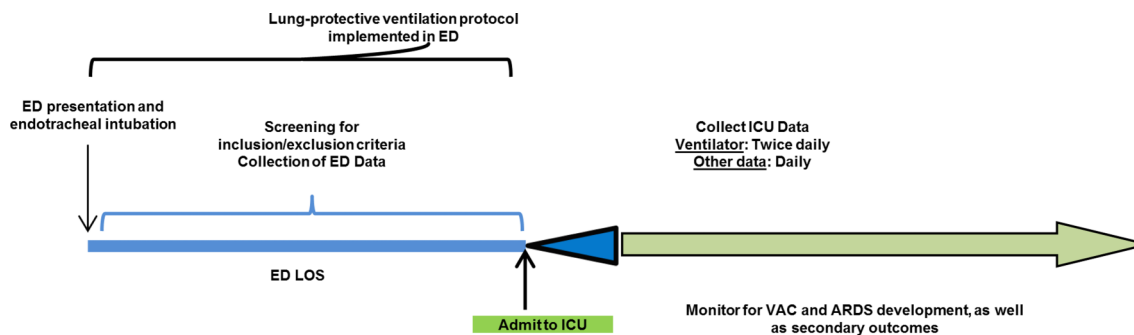 Lung-protective ventilation protocol
implemented in ED
ED presentation and
endotracheal intubation
Screening for
inclusion/exclusion criteria
Collection of ED Data
Collect ICU Data
Ventilator: Twice daily
Other data: Daily
ED LOS
Admit to ICU
Monitor for VAC and ARDS development, as well
as secondary outcomes